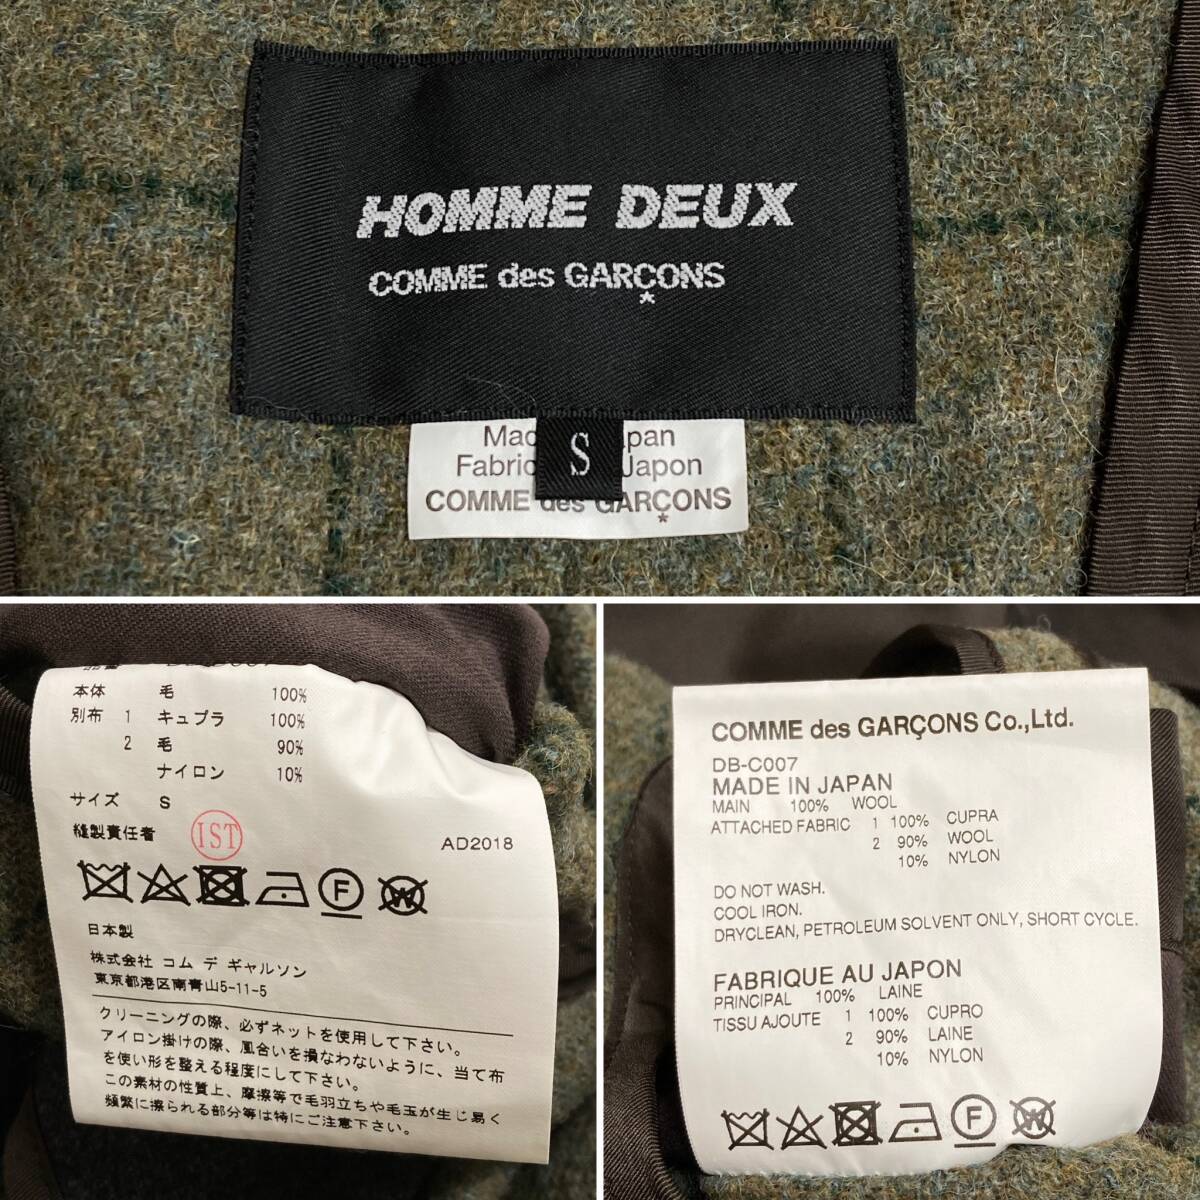 HOMME DEUX
COMME des GARÇONS
S
Fabriqué Japon
COMME des GARÇONS
本体 毛 100%
別布 1 キュプラ 100%
2 毛 90%
ナイロン 10%
サイズ S
縫製責任者 IST AD2018
F W
日本製
株式会社 コム デ ギャルソン
東京都港区南青山5-11-5
クリーニングの際、必ずネットを使用して下さい。
アイロン掛けの際、風合いを損なわないように、当て布
を使い形を整える程度にして下さい。
この素材の性質上、摩擦等で毛羽立ちや毛玉が生じ易く
頻繁に擦られる部分等は特にご注意下さい。
COMME des GARÇONS Co.,Ltd.
DB-C007
MADE IN JAPAN
MAIN 100% WOOL
ATTACHED FABRIC 1 100% CUPRA
2 90% WOOL
10% NYLON
DO NOT WASH.
COOL IRON.
DRYCLEAN, PETROLEUM SOLVENT ONLY, SHORT CYCLE.
FABRIQUE AU JAPON
PRINCIPAL 100% LAINE
TISSU AJOUTE 1 100% CUPRO
2 90% LAINE
10% NYLON
F W